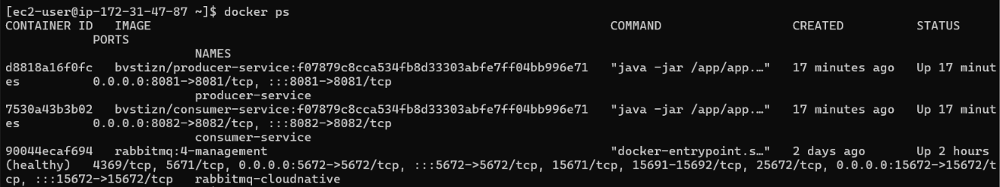 [ec2-user@ip-172-31-47-87 ~]$ docker ps
CONTAINER ID   IMAGE                                                                            COMMAND                  CREATED          STATUS
          PORTS
                           NAMES
d8818a16f0fc   bvstizn/producer-service:f07879c8cca534fb8d33303abfe7ff04bb996e71   "java -jar /app/app.…"   17 minutes ago   Up 17 minut
es          0.0.0.0:8081->8081/tcp, :::8081->8081/tcp
                           producer-service
7530a43b3b02   bvstizn/consumer-service:f07879c8cca534fb8d33303abfe7ff04bb996e71   "java -jar /app/app.…"   17 minutes ago   Up 17 minut
es          0.0.0.0:8082->8082/tcp, :::8082->8082/tcp
                           consumer-service
90044ecaf694   rabbitmq:4-management                                                            "docker-entrypoint.s…"   2 days ago       Up 2 hours
(healthy)   4369/tcp, 5671/tcp, 0.0.0.0:5672->5672/tcp, :::5672->5672/tcp, 15671/tcp, 15691-15692/tcp, 25672/tcp, 0.0.0.0:15672->15672/t
cp, :::15672->15672/tcp   rabbitmq-cloudnative